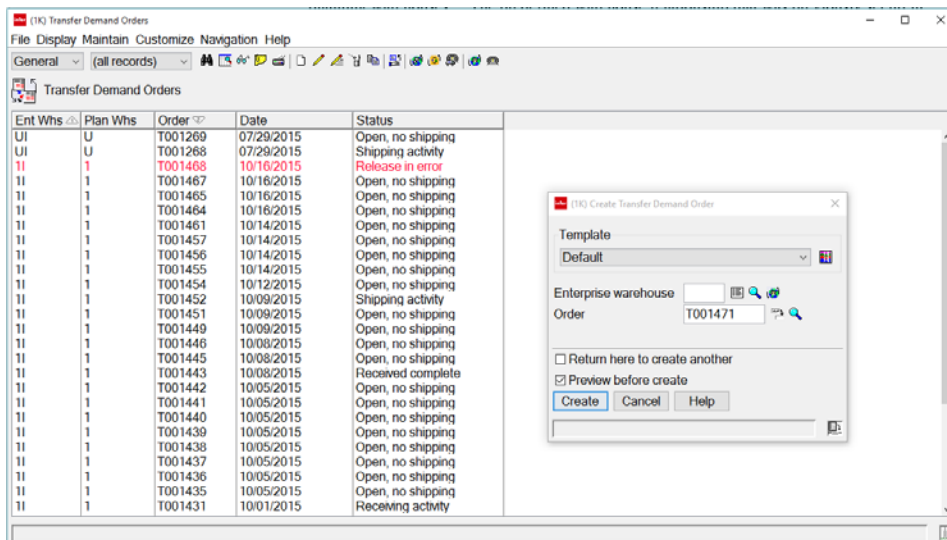 (1K) Transfer Demand Orders
File Display Maintain Customize Navigation Help
General (all records)
Transfer Demand Orders
Ent Whs Plan Whs Order Date Status
UI U T001269 07/29/2015 Open, no shipping
UI U T001268 07/29/2015 Shipping activity
1I 1 T001468 10/16/2015 Release in error
1I 1 T001467 10/16/2015 Open, no shipping
1I 1 T001465 10/16/2015 Open, no shipping
1I 1 T001464 10/16/2015 Open, no shipping
1I 1 T001461 10/14/2015 Open, no shipping
1I 1 T001457 10/14/2015 Open, no shipping
1I 1 T001456 10/14/2015 Open, no shipping
1I 1 T001455 10/14/2015 Open, no shipping
1I 1 T001454 10/12/2015 Open, no shipping
1I 1 T001452 10/09/2015 Shipping activity
1I 1 T001451 10/09/2015 Open, no shipping
1I 1 T001449 10/09/2015 Open, no shipping
1I 1 T001446 10/08/2015 Open, no shipping
1I 1 T001445 10/08/2015 Open, no shipping
1I 1 T001443 10/08/2015 Received complete
1I 1 T001442 10/05/2015 Open, no shipping
1I 1 T001441 10/05/2015 Open, no shipping
1I 1 T001440 10/05/2015 Open, no shipping
1I 1 T001439 10/05/2015 Open, no shipping
1I 1 T001438 10/05/2015 Open, no shipping
1I 1 T001437 10/05/2015 Open, no shipping
1I 1 T001436 10/05/2015 Open, no shipping
1I 1 T001435 10/05/2015 Open, no shipping
1I 1 T001431 10/01/2015 Receiving activity
(1K) Create Transfer Demand Order
Template
Default
Enterprise warehouse
Order T001471
Return here to create another
Preview before create
Create Cancel Help